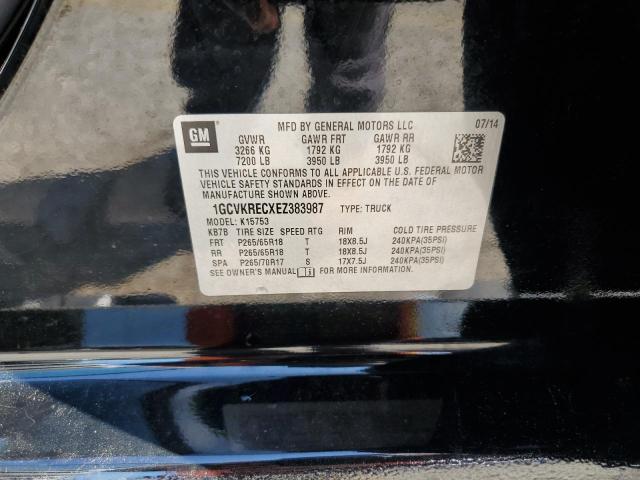 GM
MFD BY GENERAL MOTORS LLC 07/14
GVWR GAWR FRT GAWR RR
3266 KG 1792 KG 1792 KG
7200 LB 3950 LB 3950 LB
THIS VEHICLE CONFORMS TO ALL APPLICABLE U.S. FEDERAL MOTOR
VEHICLE SAFETY STANDARDS IN EFFECT ON THE DATE OF
MANUFACTURE SHOWN ABOVE.
1GCVKRECXEZ383987 TYPE: TRUCK
MODEL: K15753
KB7B TIRE SIZE SPEED RTG RIM COLD TIRE PRESSURE
FRT P265/65R18 T 18X8.5J 240KPA(35PSI)
RR P265/65R18 T 18X8.5J 240KPA(35PSI)
SPA P265/70R17 S 17X7.5J 240KPA(35PSI)
SEE OWNER'S MANUAL FOR MORE INFORMATION.